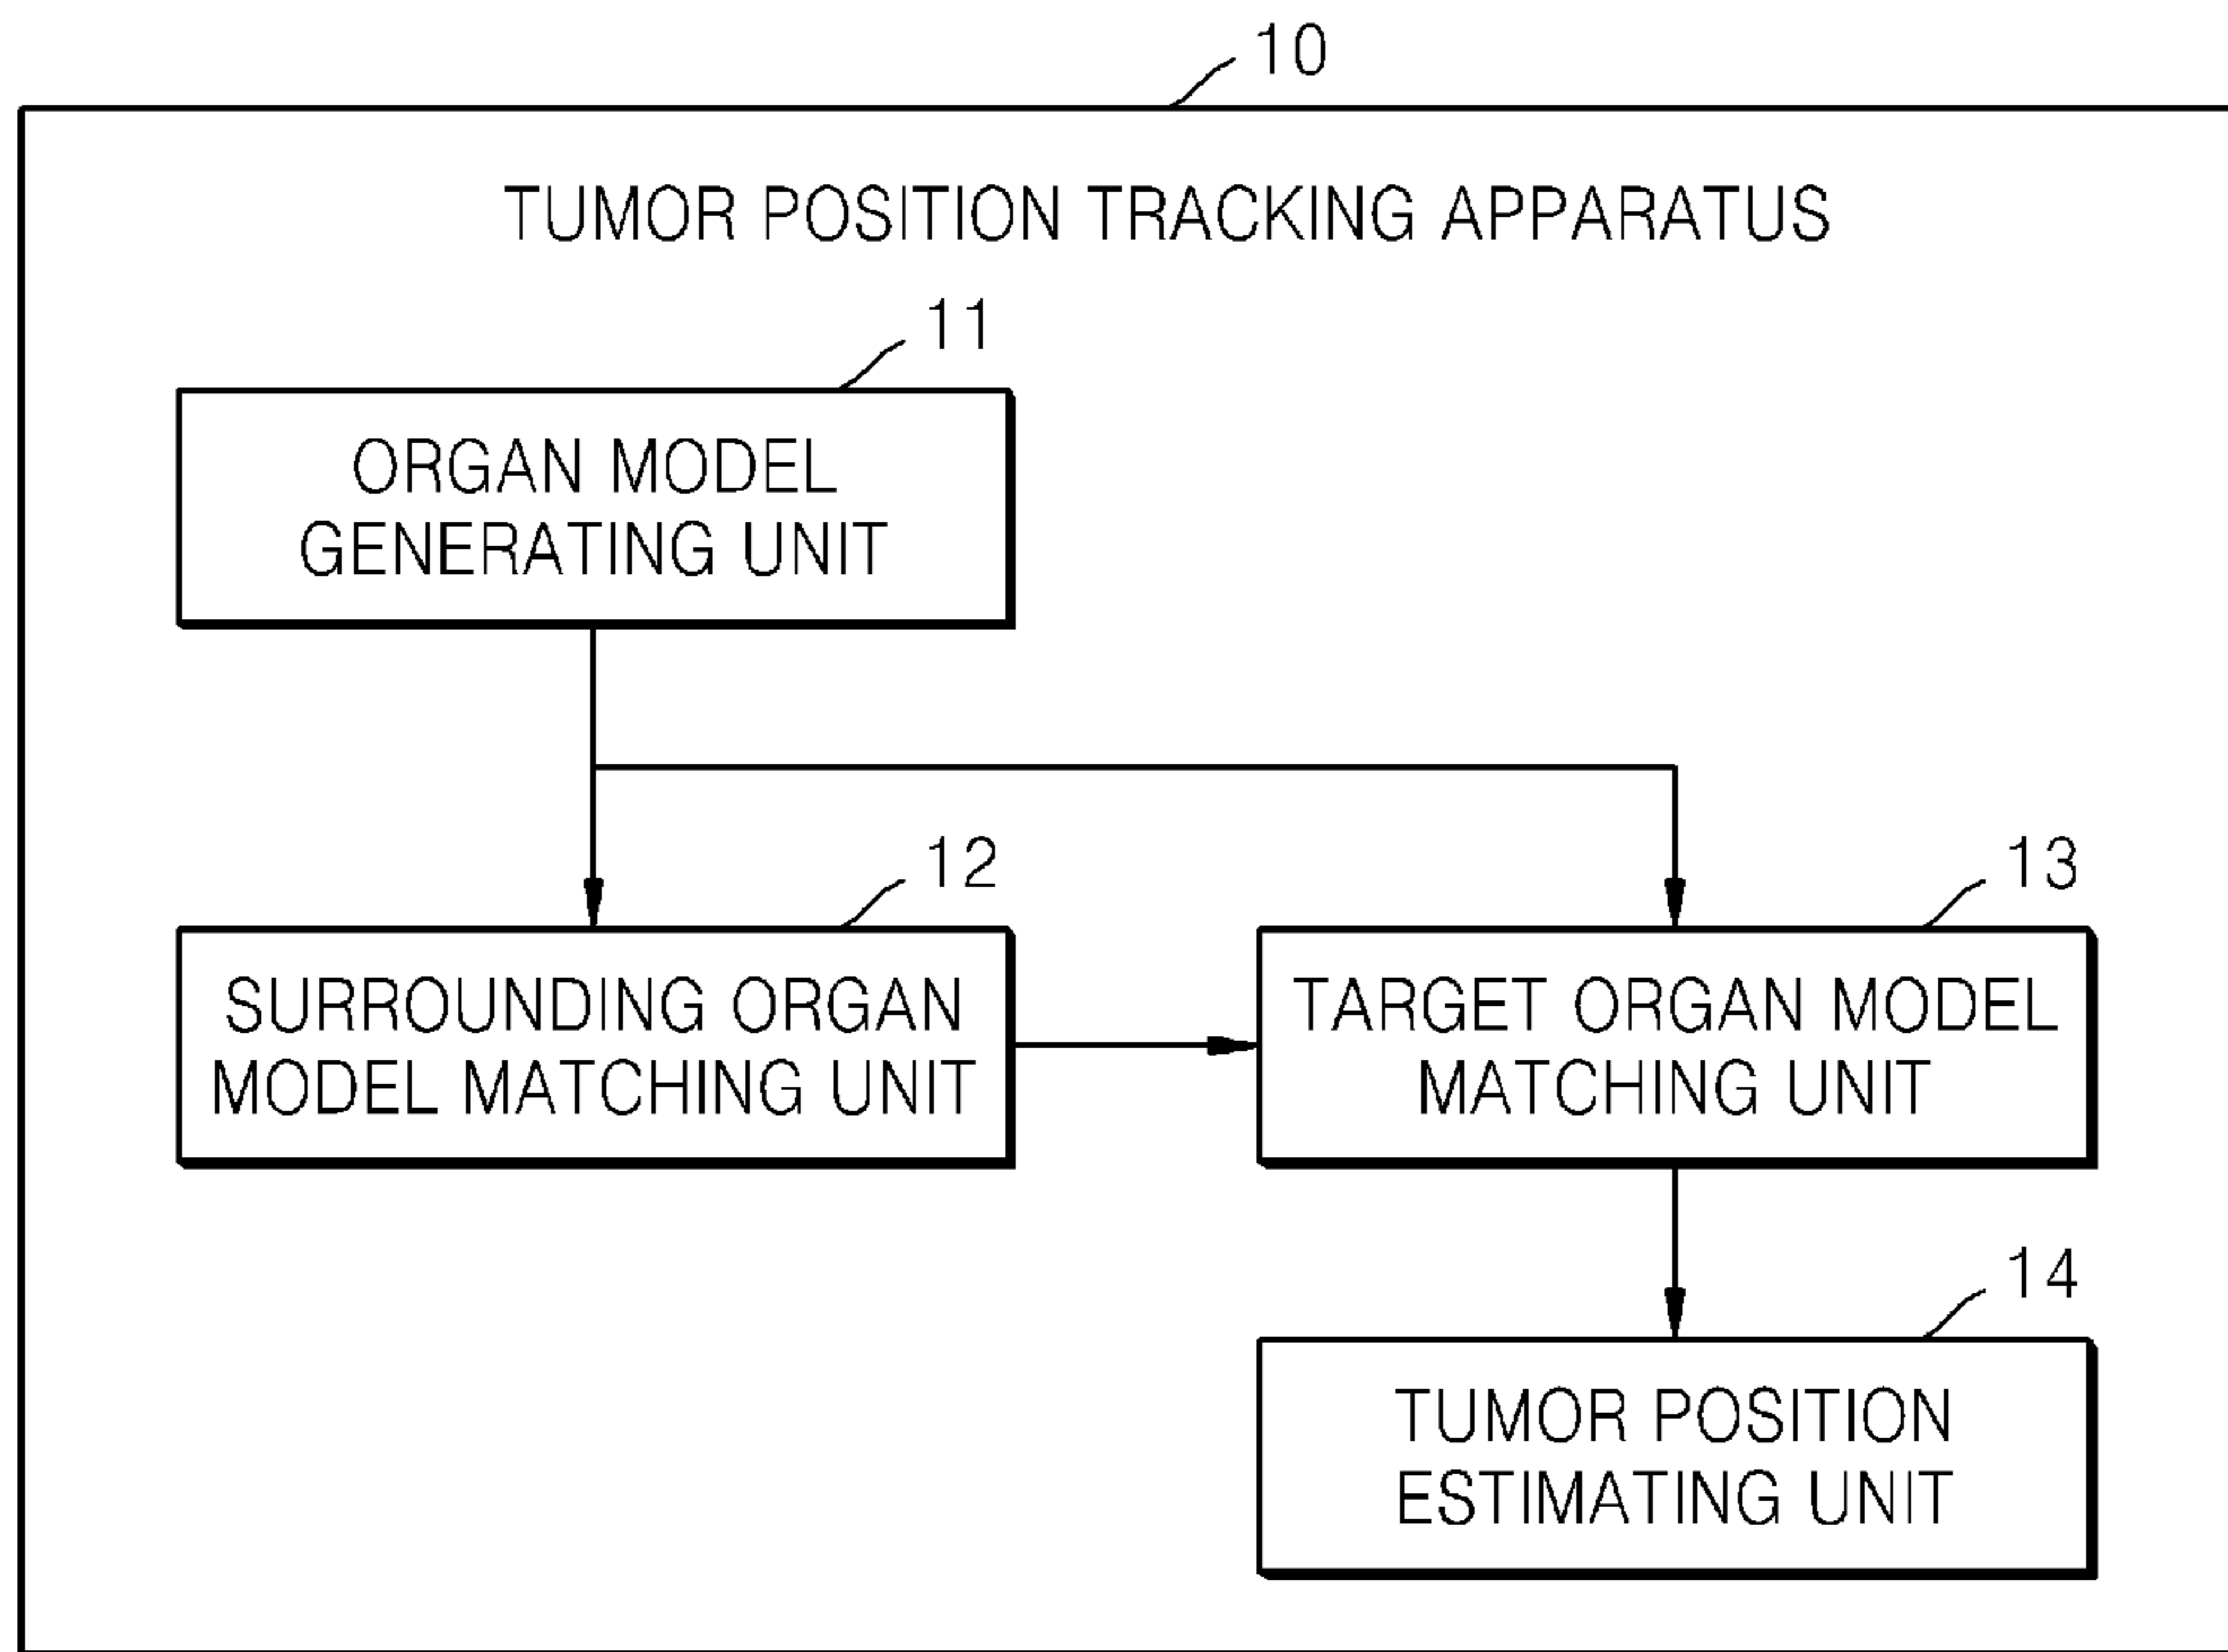 10
TUMOR POSITION TRACKING APPARATUS
11
ORGAN MODEL
GENERATING UNIT
12
SURROUNDING ORGAN
MODEL MATCHING UNIT
13
TARGET ORGAN MODEL
MATCHING UNIT
14
TUMOR POSITION
ESTIMATING UNIT